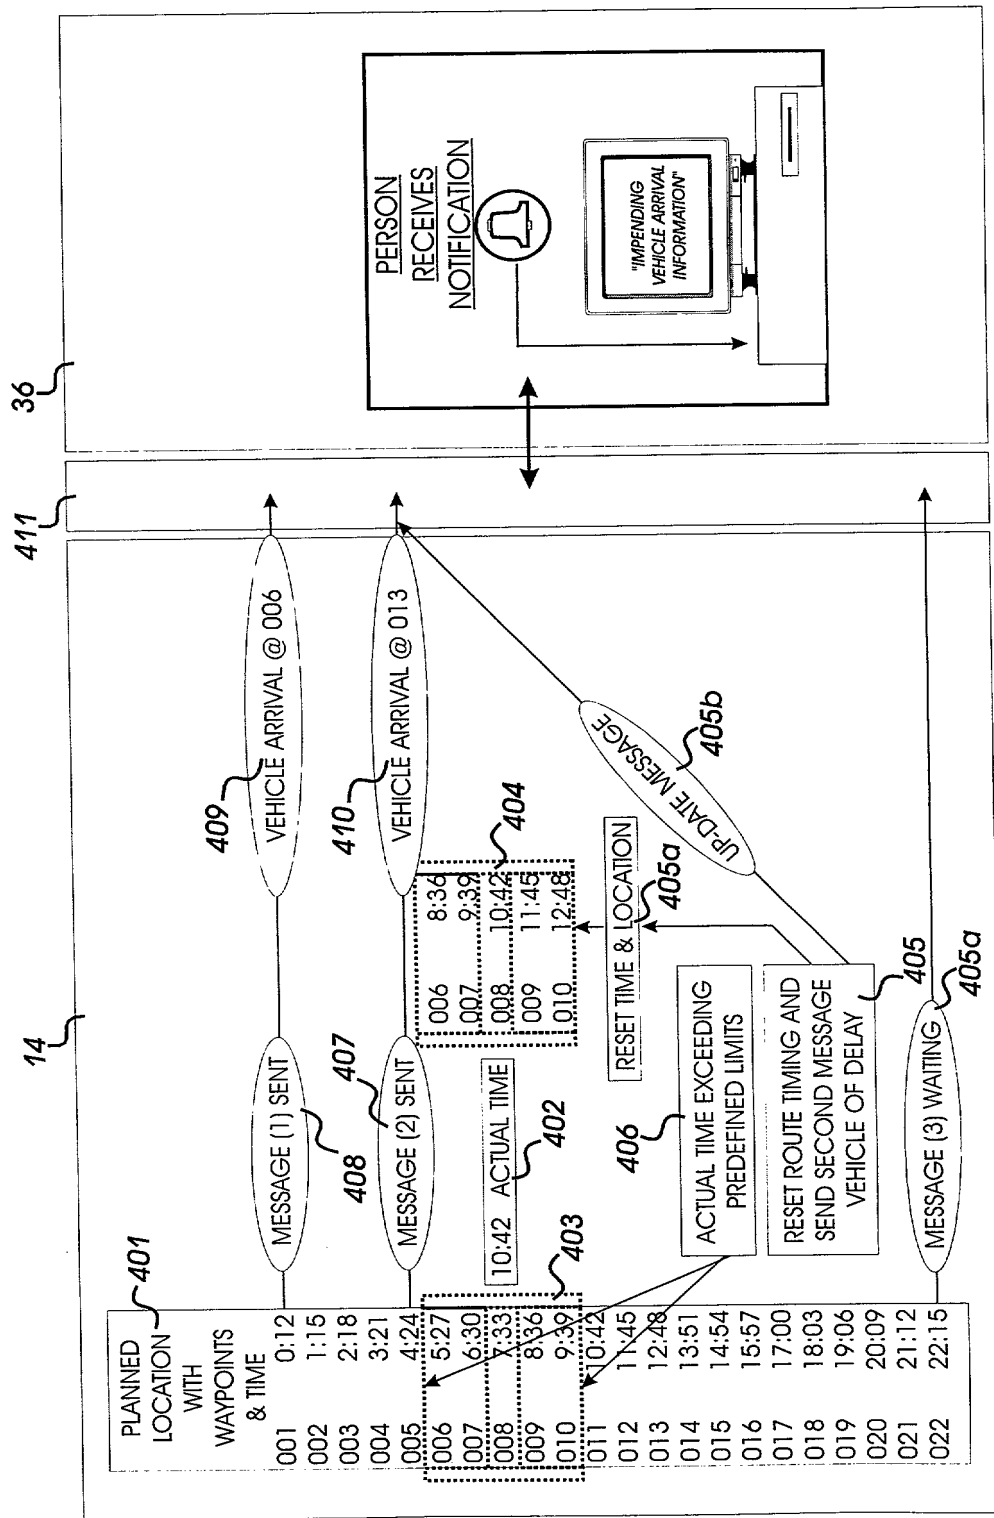 14
411
36
PLANNED
LOCATION
WITH
WAYPOINTS
& TIME
401
001 0:12
002 1:15
003 2:18
004 3:21
005 4:24
006 5:27
007 6:30
008 7:33
009 8:36
010 9:39
011 10:42
012 11:45
013 12:48
014 13:51
015 14:54
016 15:57
017 17:00
018 18:03
019 19:06
020 20:09
021 21:12
022 22:15
MESSAGE (1) SENT
408
VEHICLE ARRIVAL @ 006
409
MESSAGE (2) SENT
407
VEHICLE ARRIVAL @ 013
410
10:42 ACTUAL TIME
402
403
006 8:36
007 9:39
008 10:42
009 11:45
010 12:48
404
RESET TIME & LOCATION
405a
ACTUAL TIME EXCEEDING
PREDEFINED LIMITS
406
RESET ROUTE TIMING AND
SEND SECOND MESSAGE
VEHICLE OF DELAY
405
UP-DATE MESSAGE
405b
MESSAGE (3) WAITING
405a
PERSON
RECEIVES
NOTIFICATION
"IMPENDING
VEHICLE ARRIVAL
INFORMATION"